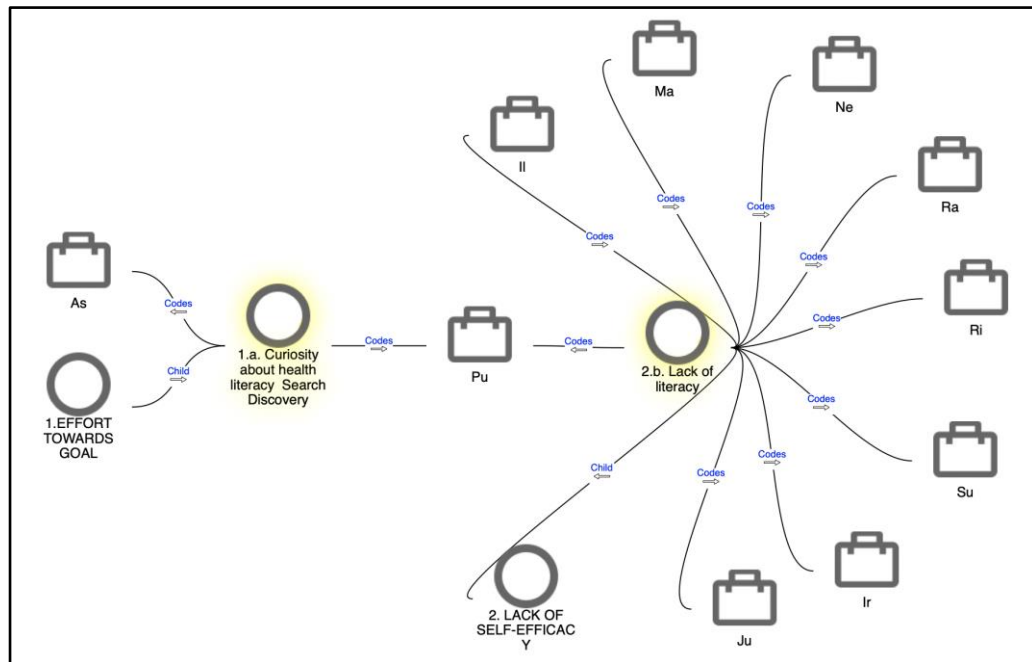 Ma
Ne
Il
Codes
Codes
Ra
Codes
Codes
As
Codes
Ri
Codes
1.a. Curiosity
about health
literacy  Search
Discovery
Codes
Pu
Codes
2.b. Lack of
literacy
Codes
Child
1.EFFORT
TOWARDS
GOAL
Codes
Su
Child
Codes
Codes
Ir
2. LACK OF
SELF-EFFICAC
Y
Ju